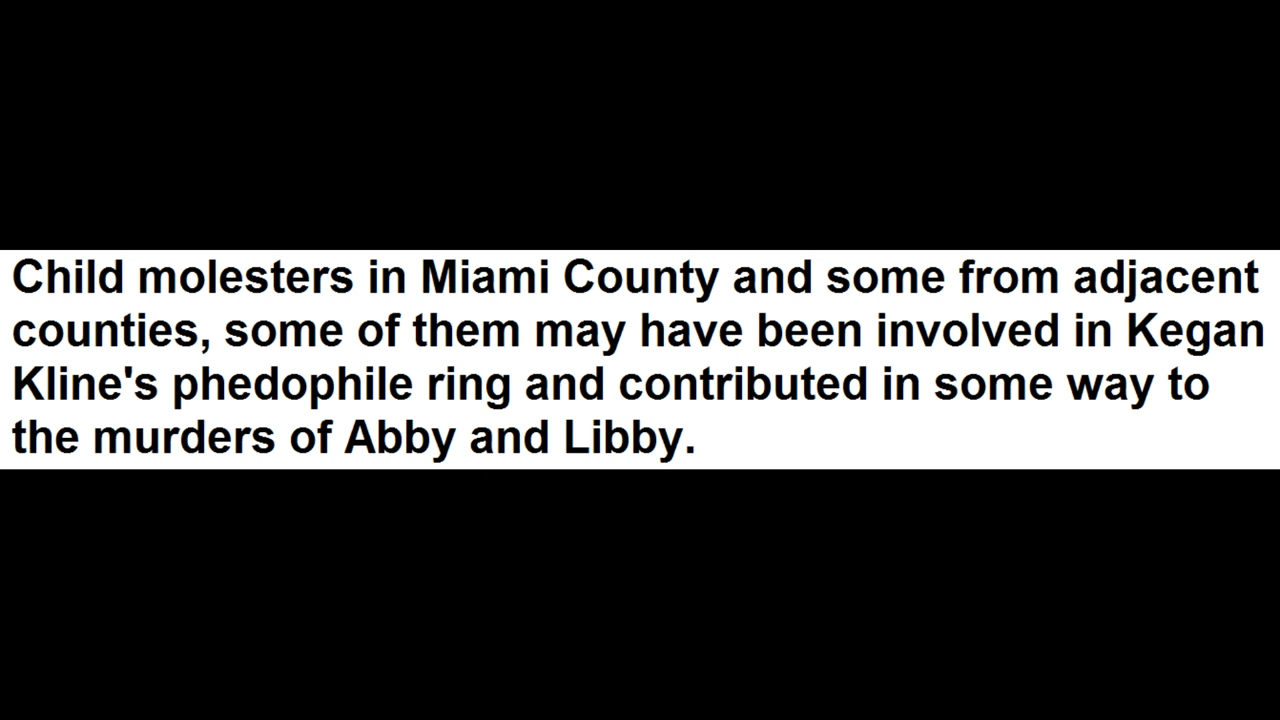 Child molesters in Miami County and some from adjacent
counties, some of them may have been involved in Kegan
Kline's phedophile ring and contributed in some way to
the murders of Abby and Libby.